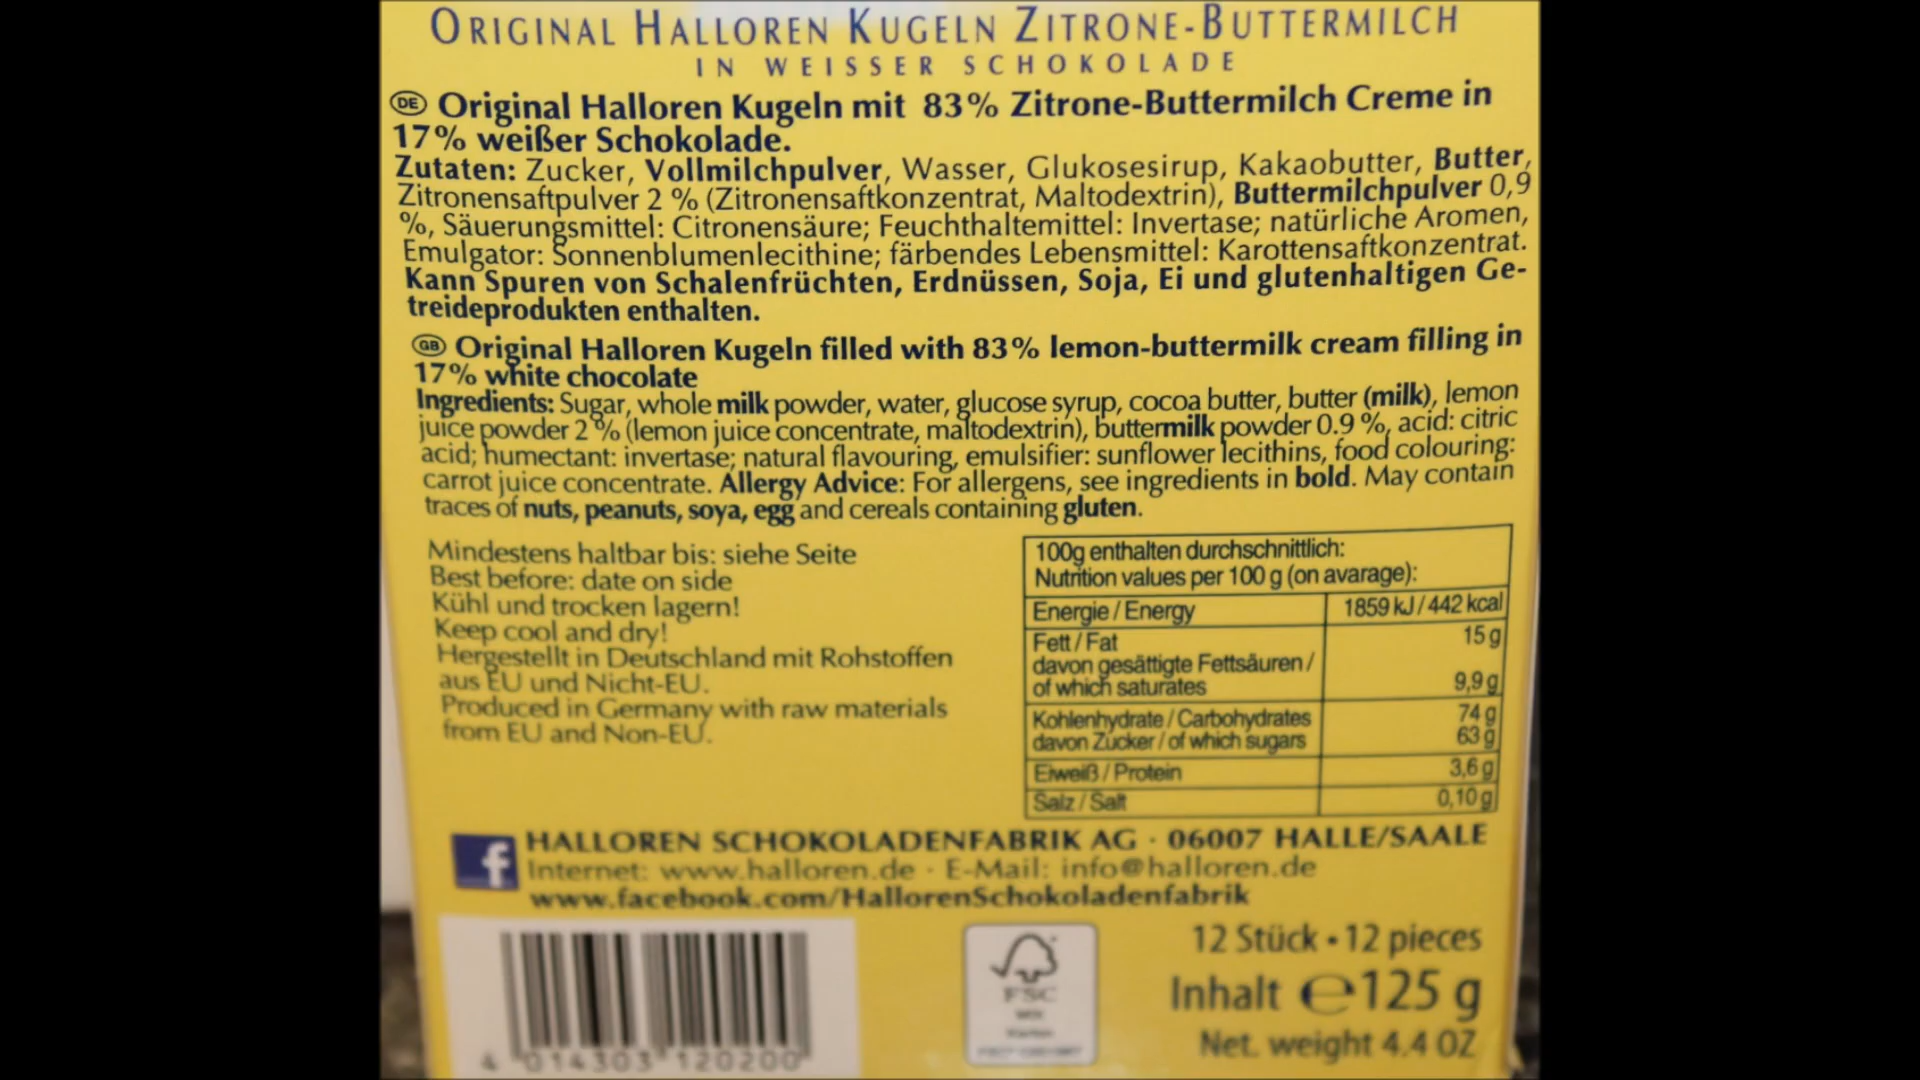 ORIGINAL HALLOREN KUGELN ZITRONE-BUTTERMILCH
IN WEISSER SCHOKOLADE
DE Original Halloren Kugeln mit 83% Zitrone-Buttermilch Creme in
17% weißer Schokolade.
Zutaten: Zucker, Vollmilchpulver, Wasser, Glukosesirup, Kakaobutter, Butter,
Zitronensaftpulver 2 % (Zitronensaftkonzentrat, Maltodextrin), Buttermilchpulver 0,9
%, Säuerungsmittel: Citronensäure; Feuchthaltemittel: Invertase; natürliche Aromen,
Emulgator: Sonnenblumenlecithine; färbendes Lebensmittel: Karottensaftkonzentrat.
Kann Spuren von Schalenfrüchten, Erdnüssen, Soja, Ei und glutenhaltigen Ge-
treideprodukten enthalten.
GB Original Halloren Kugeln filled with 83% lemon-buttermilk cream filling in
17% white chocolate
Ingredients: Sugar, whole milk powder, water, glucose syrup, cocoa butter, butter (milk), lemon
juice powder 2 % (lemon juice concentrate, maltodextrin), buttermilk powder 0.9 %, acid: citric
acid; humectant: invertase; natural flavouring, emulsifier: sunflower lecithins, food colouring:
carrot juice concentrate. Allergy Advice: For allergens, see ingredients in bold. May contain
traces of nuts, peanuts, soya, egg and cereals containing gluten.
Mindestens haltbar bis: siehe Seite
Best before: date on side
Kühl und trocken lagern!
Keep cool and dry!
Hergestellt in Deutschland mit Rohstoffen
aus EU und Nicht-EU.
Produced in Germany with raw materials
from EU and Non-EU.
100g enthalten durchschnittlich:
Nutrition values per 100 g (on avarage):
Energie / Energy 1859 kJ / 442 kcal
Fett / Fat 15 g
davon gesättigte Fettsäuren /
of which saturates 9,9 g
Kohlenhydrate / Carbohydrates 74 g
davon Zucker / of which sugars 63 g
Eiweiß / Protein 3,6 g
Salz / Salt 0,10 g
f HALLOREN SCHOKOLADENFABRIK AG · 06007 HALLE/SAALE
Internet: www.halloren.de · E-Mail: info@halloren.de
www.facebook.com/HallorenSchokoladenfabrik
4 014303 120200
FSC
12 Stück • 12 pieces
Inhalt e 125 g
Net. weight 4.4 OZ